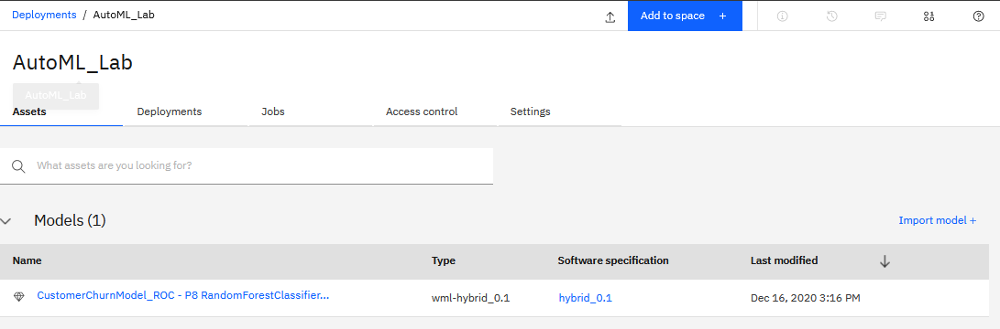 Deployments / AutoML_Lab
Add to space +
AutoML_Lab
AutoML_Lab
Assets Deployments Jobs Access control Settings
What assets are you looking for?
Models (1) Import model +
Name Type Software specification Last modified
CustomerChurnModel_ROC - P8 RandomForestClassifier... wml-hybrid_0.1 hybrid_0.1 Dec 16, 2020 3:16 PM